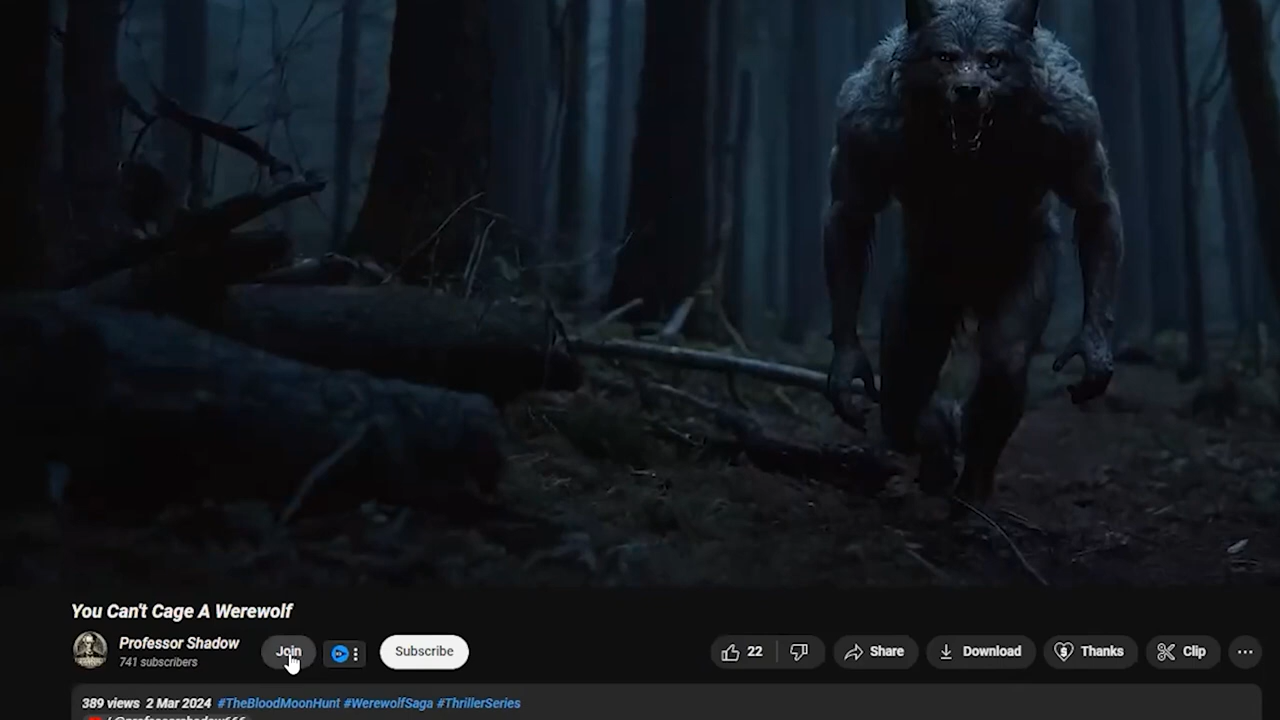 You Can't Cage A Werewolf
Professor Shadow
741 subscribers
Join
Subscribe
22
Share
Download
Thanks
Clip
389 views 2 Mar 2024 #TheBloodMoonHunt #WerewolfSaga #ThrillerSeries